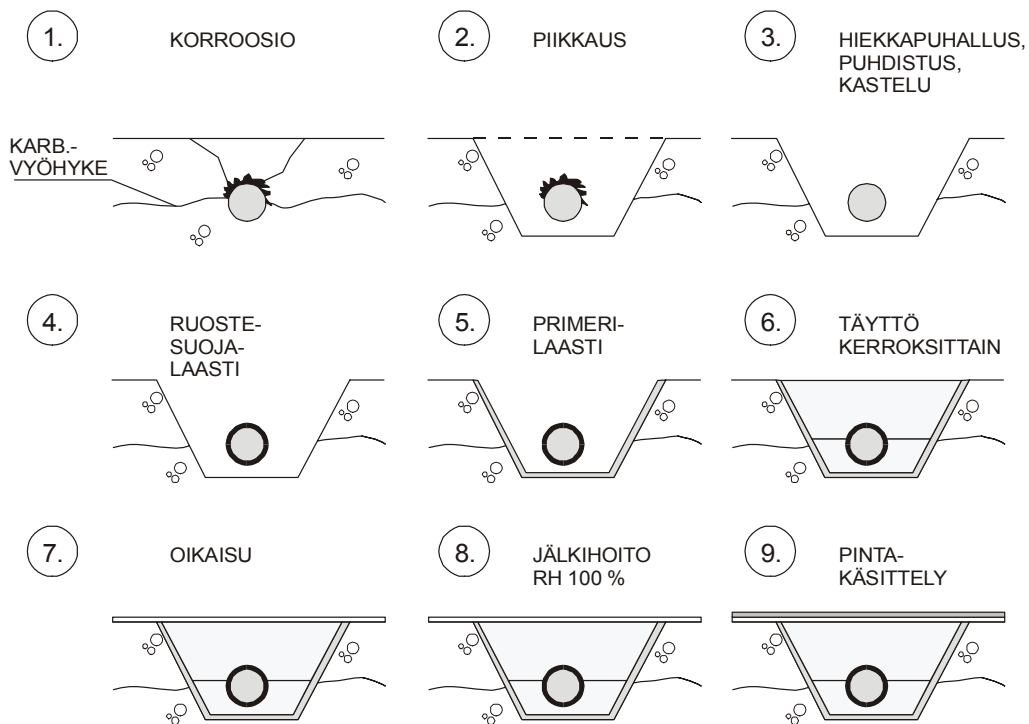 1.
KORROOSIO
2.
PIIKKAUS
3.
HIEKKAPUHALLUS,
PUHDISTUS,
KASTELU
KARB.-
VYÖHYKE
4.
RUOSTE-
SUOJA-
LAASTI
5.
PRIMERI-
LAASTI
6.
TÄYTTÖ
KERROKSITTAIN
7.
OIKAISU
8.
JÄLKIHOITO
RH 100 %
9.
PINTA-
KÄSITTELY